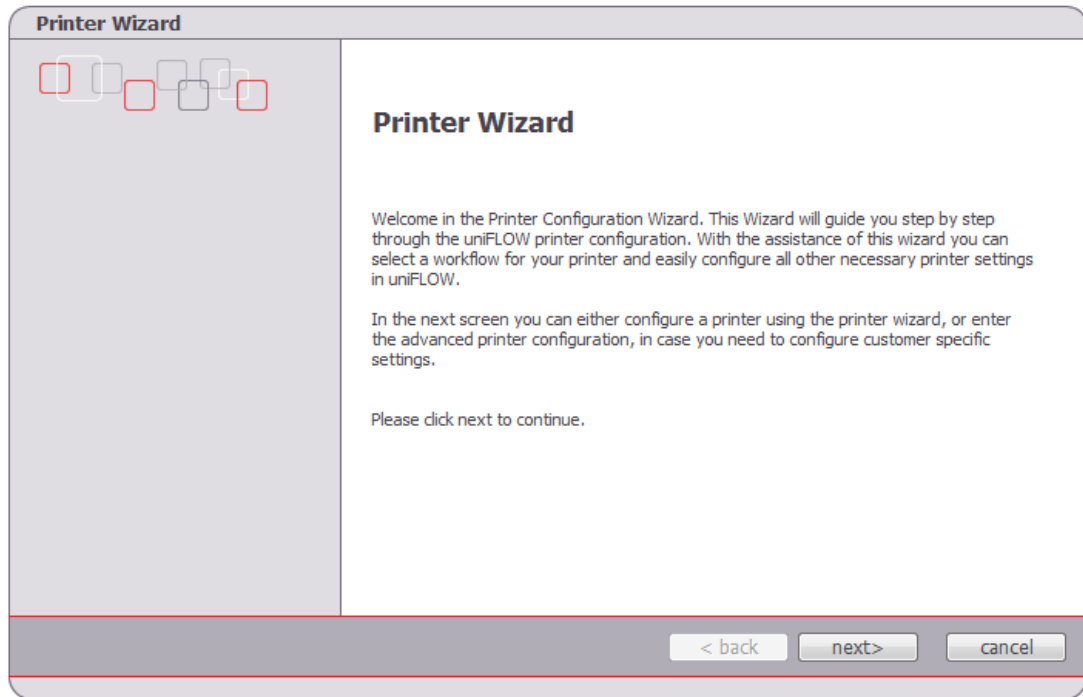 Printer Wizard
Printer Wizard
Welcome in the Printer Configuration Wizard. This Wizard will guide you step by step
through the uniFLOW printer configuration. With the assistance of this wizard you can
select a workflow for your printer and easily configure all other necessary printer settings
in uniFLOW.
In the next screen you can either configure a printer using the printer wizard, or enter
the advanced printer configuration, in case you need to configure customer specific
settings.
Please click next to continue.
< back next> cancel